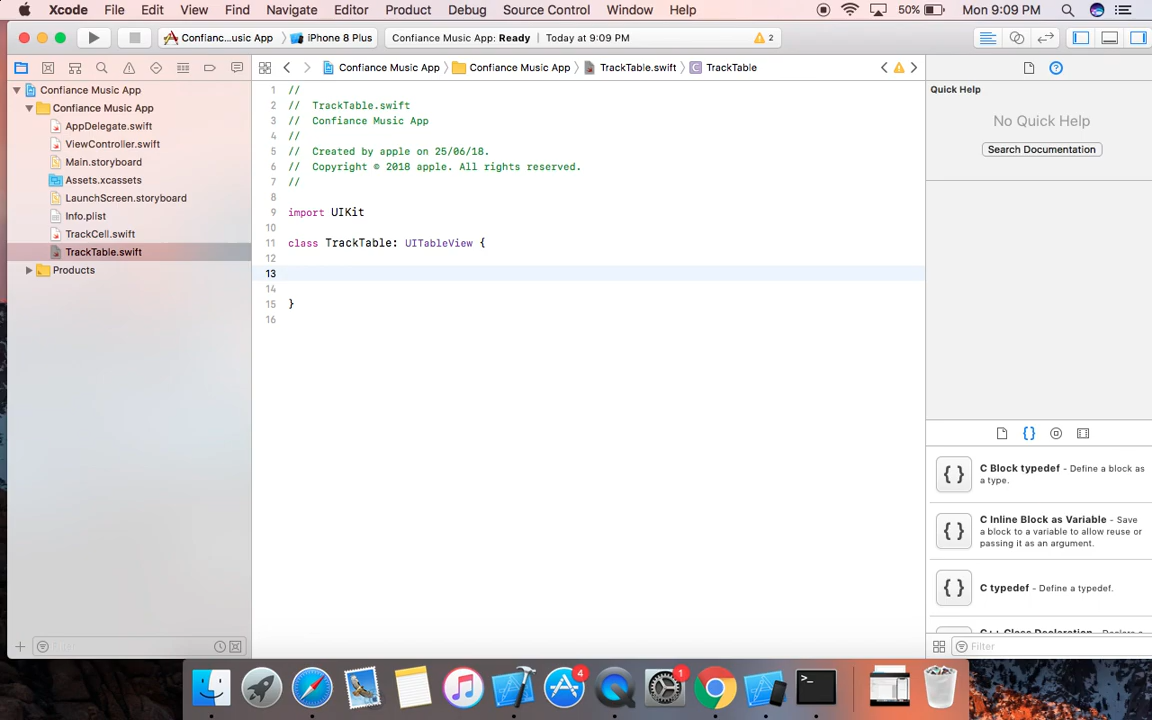 Xcode File Edit View Find Navigate Editor Product Debug Source Control Window Help 50% Mon 9:09 PM
Confianc...usic App iPhone 8 Plus Confiance Music App: Ready Today at 9:09 PM 2
Confiance Music App Confiance Music App TrackTable.swift C TrackTable
Confiance Music App
Confiance Music App
AppDelegate.swift
ViewController.swift
Main.storyboard
Assets.xcassets
LaunchScreen.storyboard
Info.plist
TrackCell.swift
TrackTable.swift
Products
1 //
2 // TrackTable.swift
3 // Confiance Music App
4 //
5 // Created by apple on 25/06/18.
6 // Copyright © 2018 apple. All rights reserved.
7 //
8
9 import UIKit
10
11 class TrackTable: UITableView {
12
13
14
15 }
16
Quick Help
No Quick Help
Search Documentation
{ }
{ } C Block typedef - Define a block as
a type.
{ } C Inline Block as Variable - Save
a block to a variable to allow reuse or
passing it as an argument.
{ } C typedef - Define a typedef.
C++ Class Declaration - Declare a
Filter
4
1
>_